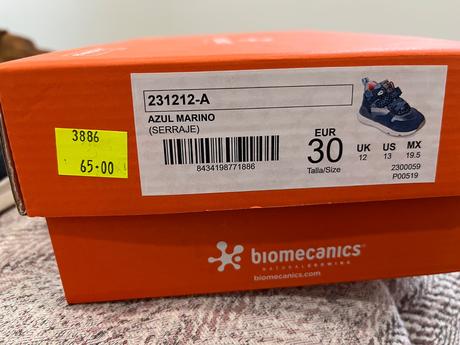 231212-A
AZUL MARINO
(SERRAJE)
8434198771886
EUR
30
Talla/Size
UK
12
US
13
MX
19.5
2300059
P00519
3886
65-00
biomecanics
NATURALGROWING
biomecanics.com